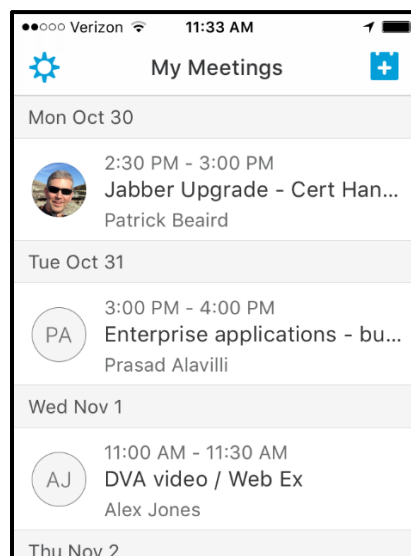 Verizon 11:33 AM
My Meetings
Mon Oct 30
2:30 PM - 3:00 PM
Jabber Upgrade - Cert Han...
Patrick Beaird
Tue Oct 31
3:00 PM - 4:00 PM
PA
Enterprise applications - bu...
Prasad Alavilli
Wed Nov 1
11:00 AM - 11:30 AM
AJ
DVA video / Web Ex
Alex Jones
Thu Nov 2